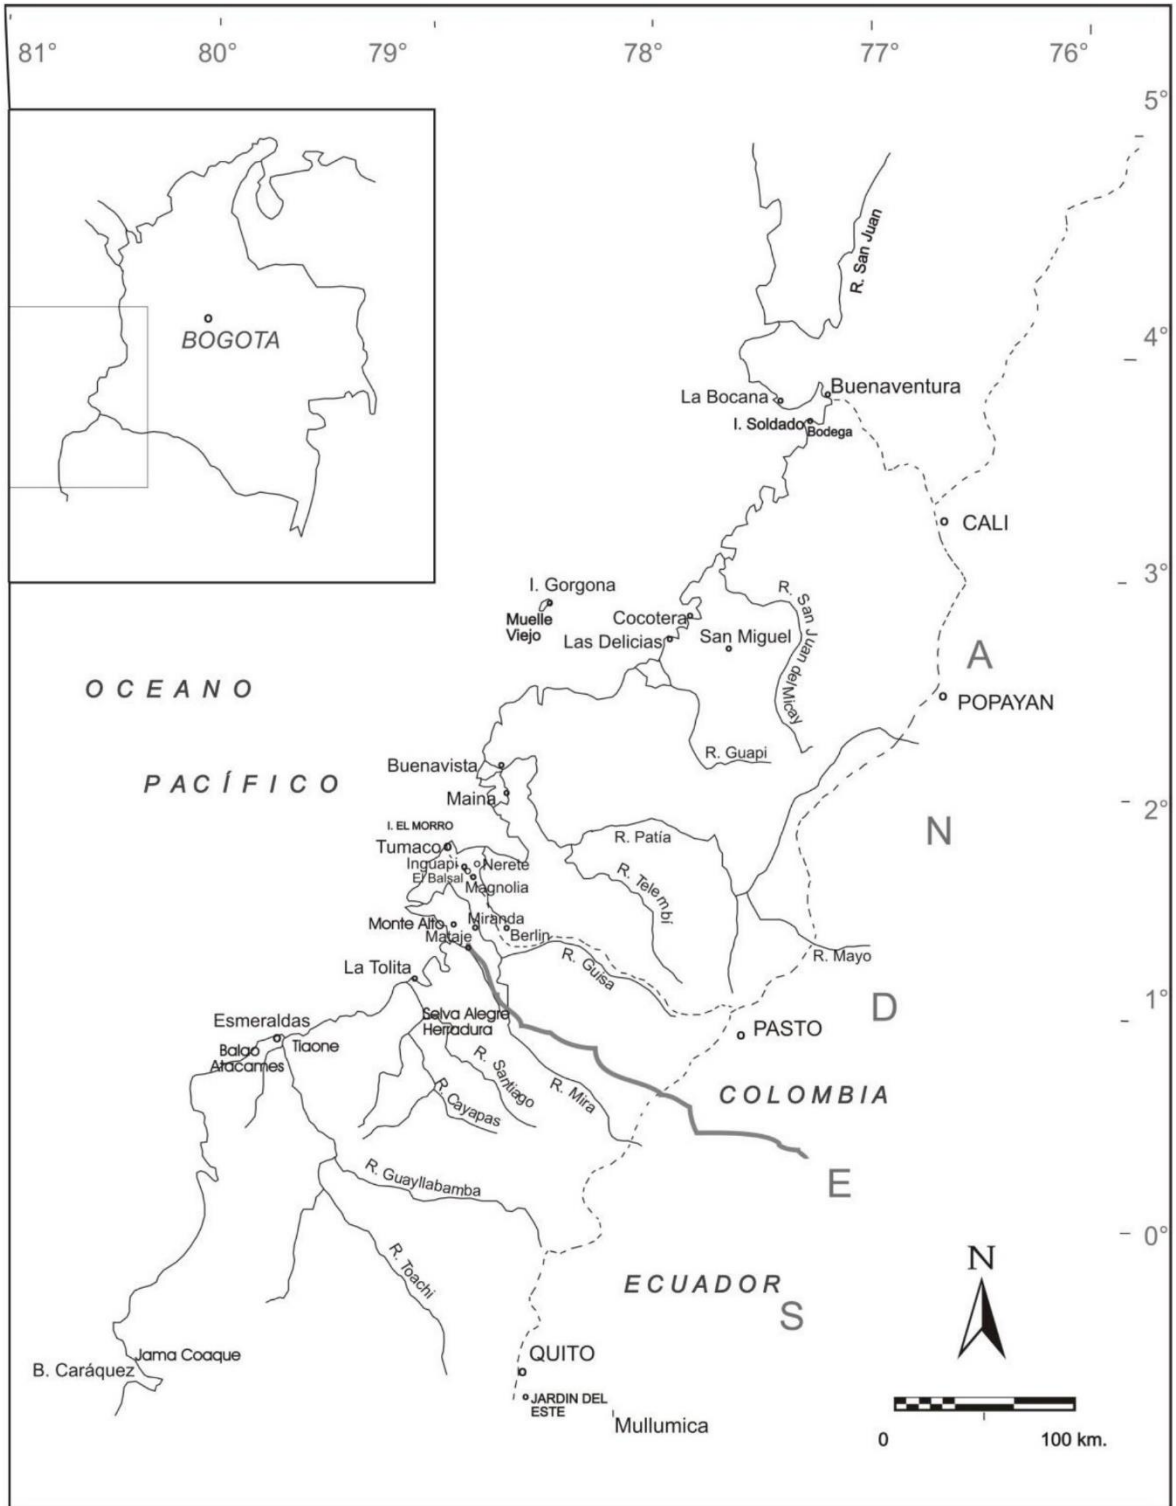 81°
80°
79°
78°
77°
76°
5°
BOGOTA
R. San Juan
4°
La Bocana
Buenaventura
I. Soldado
Bodega
CALI
3°
I. Gorgona
Muelle
Viejo
Cocotera
Las Delicias
San Miguel
R. San Juan del Micay
A
OCEANO
POPAYAN
R. Guapi
Buenavista
PACÍFICO
Maina
2°
I. EL MORRO
Tumaco
N
R. Patía
Inguapi
Nerete
El Balsal
Magnolia
R. Telembí
Monte Alto
Miranda
Mataje
Berlin
R. Mayo
La Tolita
R. Guisa
1°
D
Selva Alegre
Herradura
Esmeraldas
PASTO
Balao
Tiaone
Atacames
R. Santiago
R. Cayapas
R. Mira
COLOMBIA
R. Guayllabamba
E
0°
R. Toachi
ECUADOR
N
S
Jama Coaque
QUITO
B. Caráquez
JARDIN DEL
ESTE
Mullumica
0
100 km.